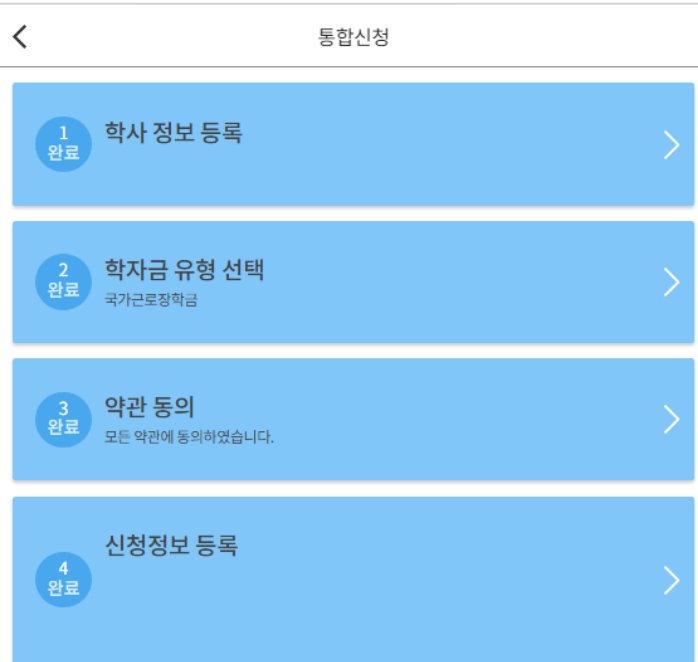 통합신청
1
완료
학사 정보 등록
2
완료
학자금 유형 선택
국가근로장학금
3
완료
약관 동의
모든 약관에 동의하였습니다.
4
완료
신청정보 등록